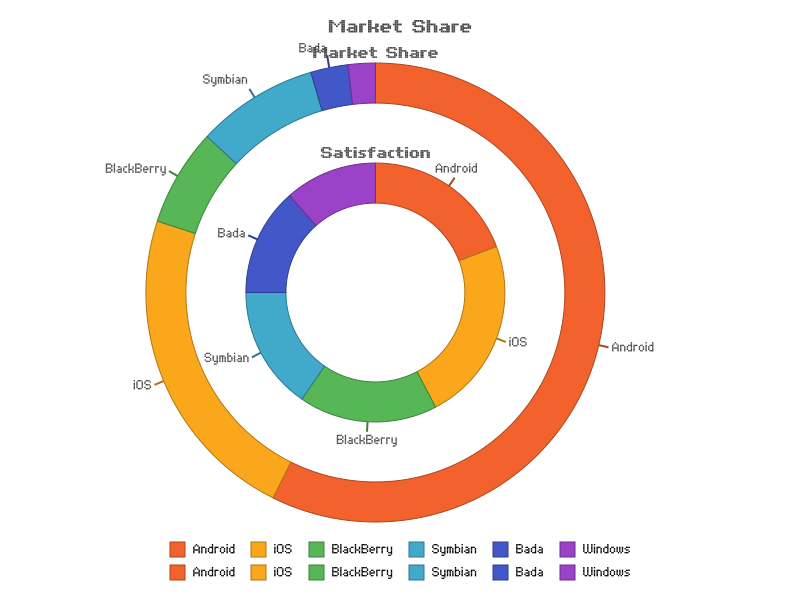 Market Share
Bada
Market Share
Symbian
Satisfaction
BlackBerry
Android
Bada
iOS
Android
Symbian
iOS
BlackBerry
Android iOS BlackBerry Symbian Bada Windows
Android iOS BlackBerry Symbian Bada Windows